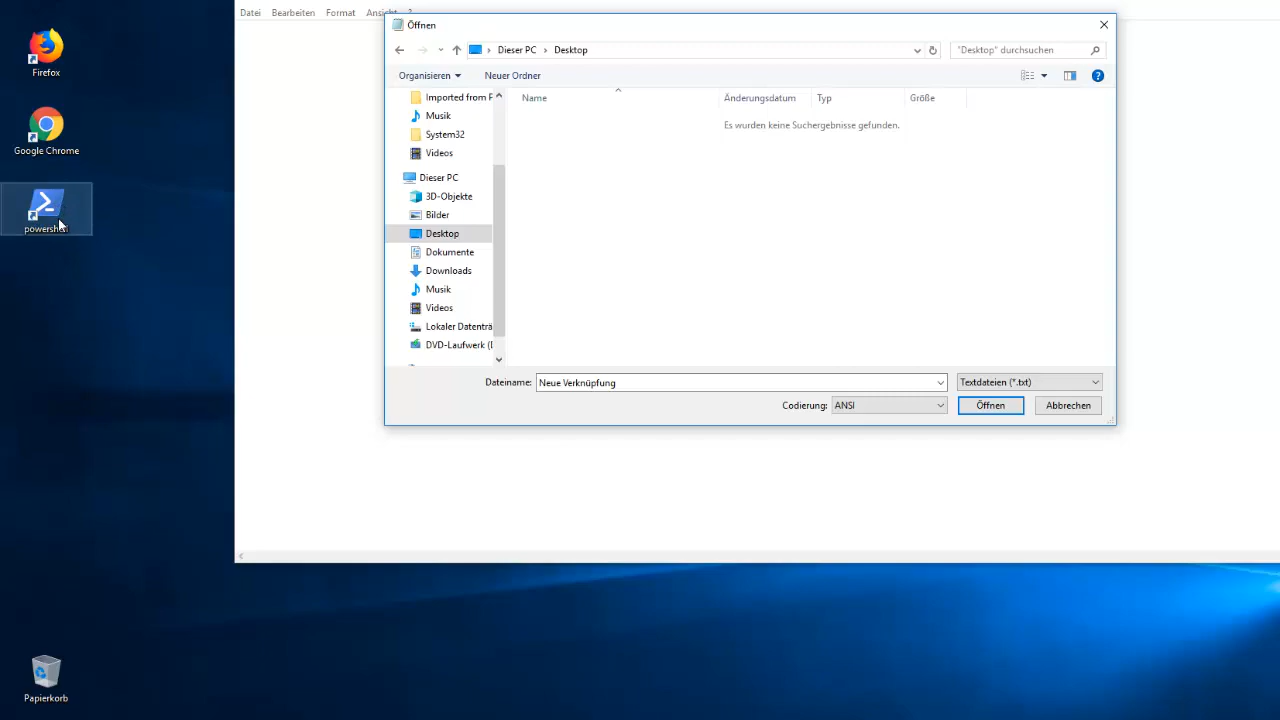 Firefox
Google Chrome
Papierkorb
Datei Bearbeiten Format
Öffnen
Dieser PC Desktop
"Desktop" durchsuchen
Organisieren Neuer Ordner
Imported from F
Musik
System32
Videos
Dieser PC
3D-Objekte
Bilder
Desktop
Dokumente
Downloads
Musik
Videos
Lokaler Datenträ
DVD-Laufwerk (
Name Änderungsdatum Typ Größe
Es wurden keine Suchergebnisse gefunden.
Dateiname: Neue Verknüpfung Textdateien (*.txt)
Codierung: ANSI Öffnen Abbrechen